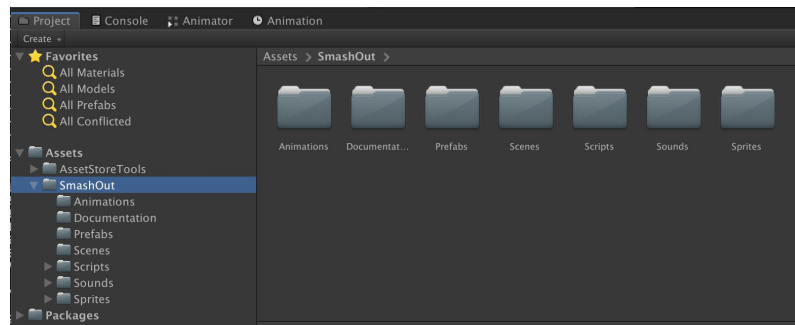 Project Console Animator Animation
Create
Favorites
All Materials
All Models
All Prefabs
All Conflicted
Assets
AssetStoreTools
SmashOut
Animations
Documentation
Prefabs
Scenes
Scripts
Sounds
Sprites
Packages
Assets > SmashOut >
Animations Documentat... Prefabs Scenes Scripts Sounds Sprites